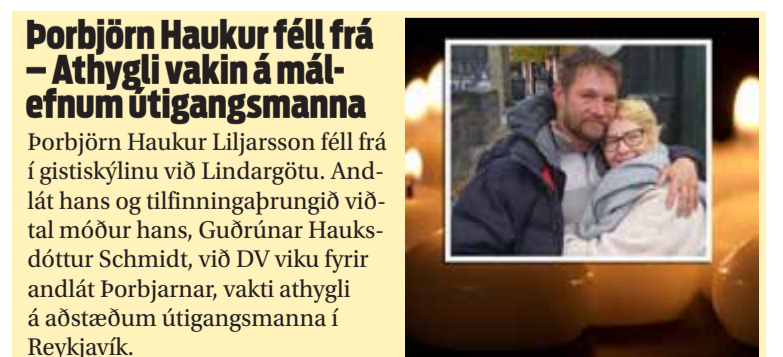 Þorbjörn Haukur féll frá
– Athygli vakin á mál-
efnum útigangsmanna
Þorbjörn Haukur Liljarsson féll frá
í gistiskýlinu við Lindargötu. And-
lát hans og tilfinningaþrungið við-
tal móður hans, Guðrúnar Hauks-
dóttur Schmidt, við DV viku fyrir
andlát Þorbjarnar, vakti athygli
á aðstæðum útigangsmanna í
Reykjavík.